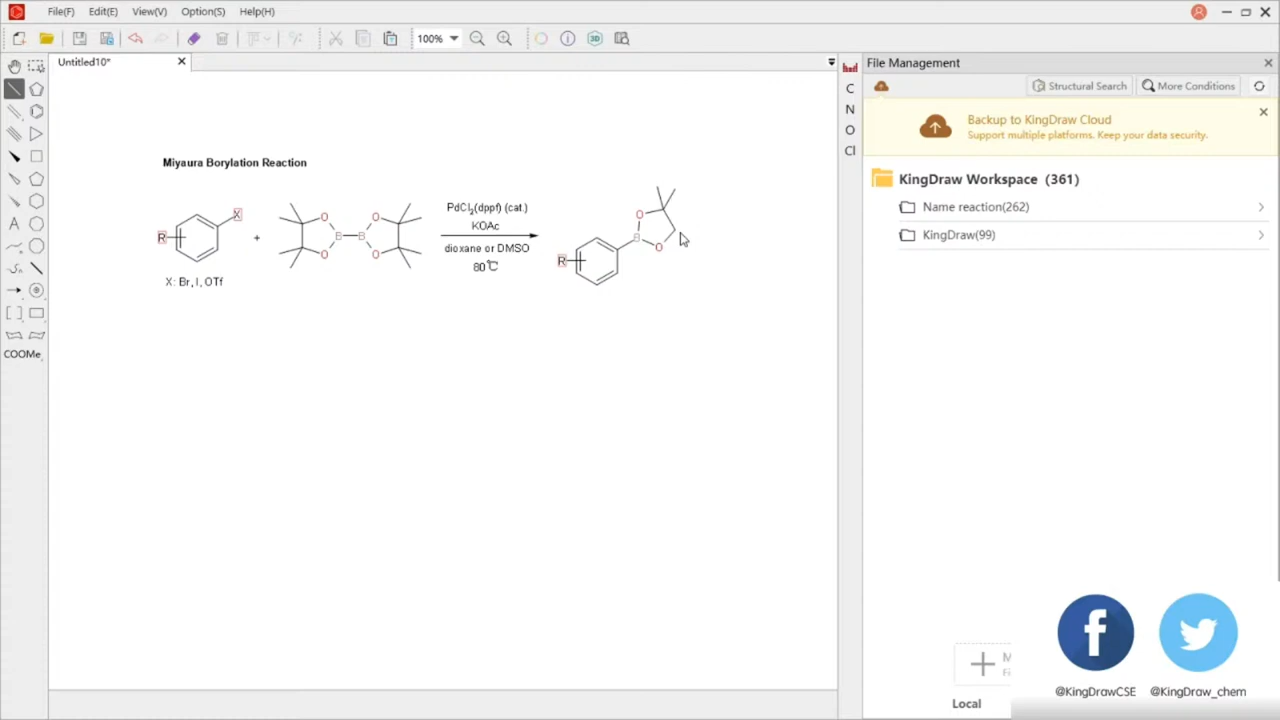 File(F) Edit(E) View(V) Option(S) Help(H)
100%
3D
Untitled10*
File Management
C
N
O
Cl
Structural Search
More Conditions
Backup to KingDraw Cloud
Support multiple platforms. Keep your data security.
KingDraw Workspace (361)
Name reaction(262)
KingDraw(99)
A
COOMe
Miyaura Borylation Reaction
R
X
+
O
O
B
B
O
O
PdCl2(dppf) (cat.)
KOAc
dioxane or DMSO
80℃
X: Br, I, OTf
R
B
O
O
M
Fi
Local
@KingDrawCSE
@KingDraw_chem